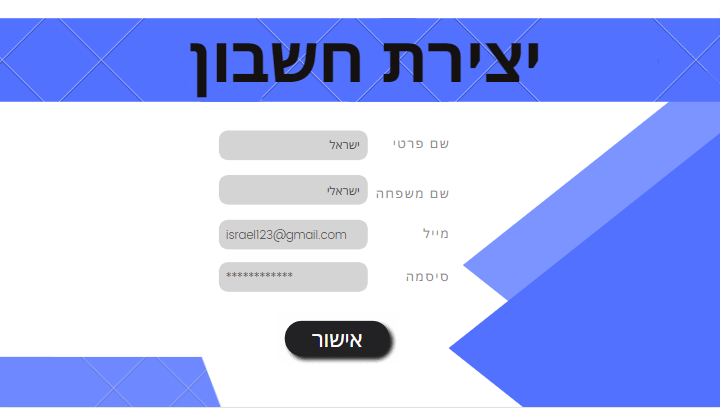 יצירת חשבון
שם פרטי ישראל
שם משפחה ישראלי
מייל israel123@gmail.com
סיסמה ************
אישור